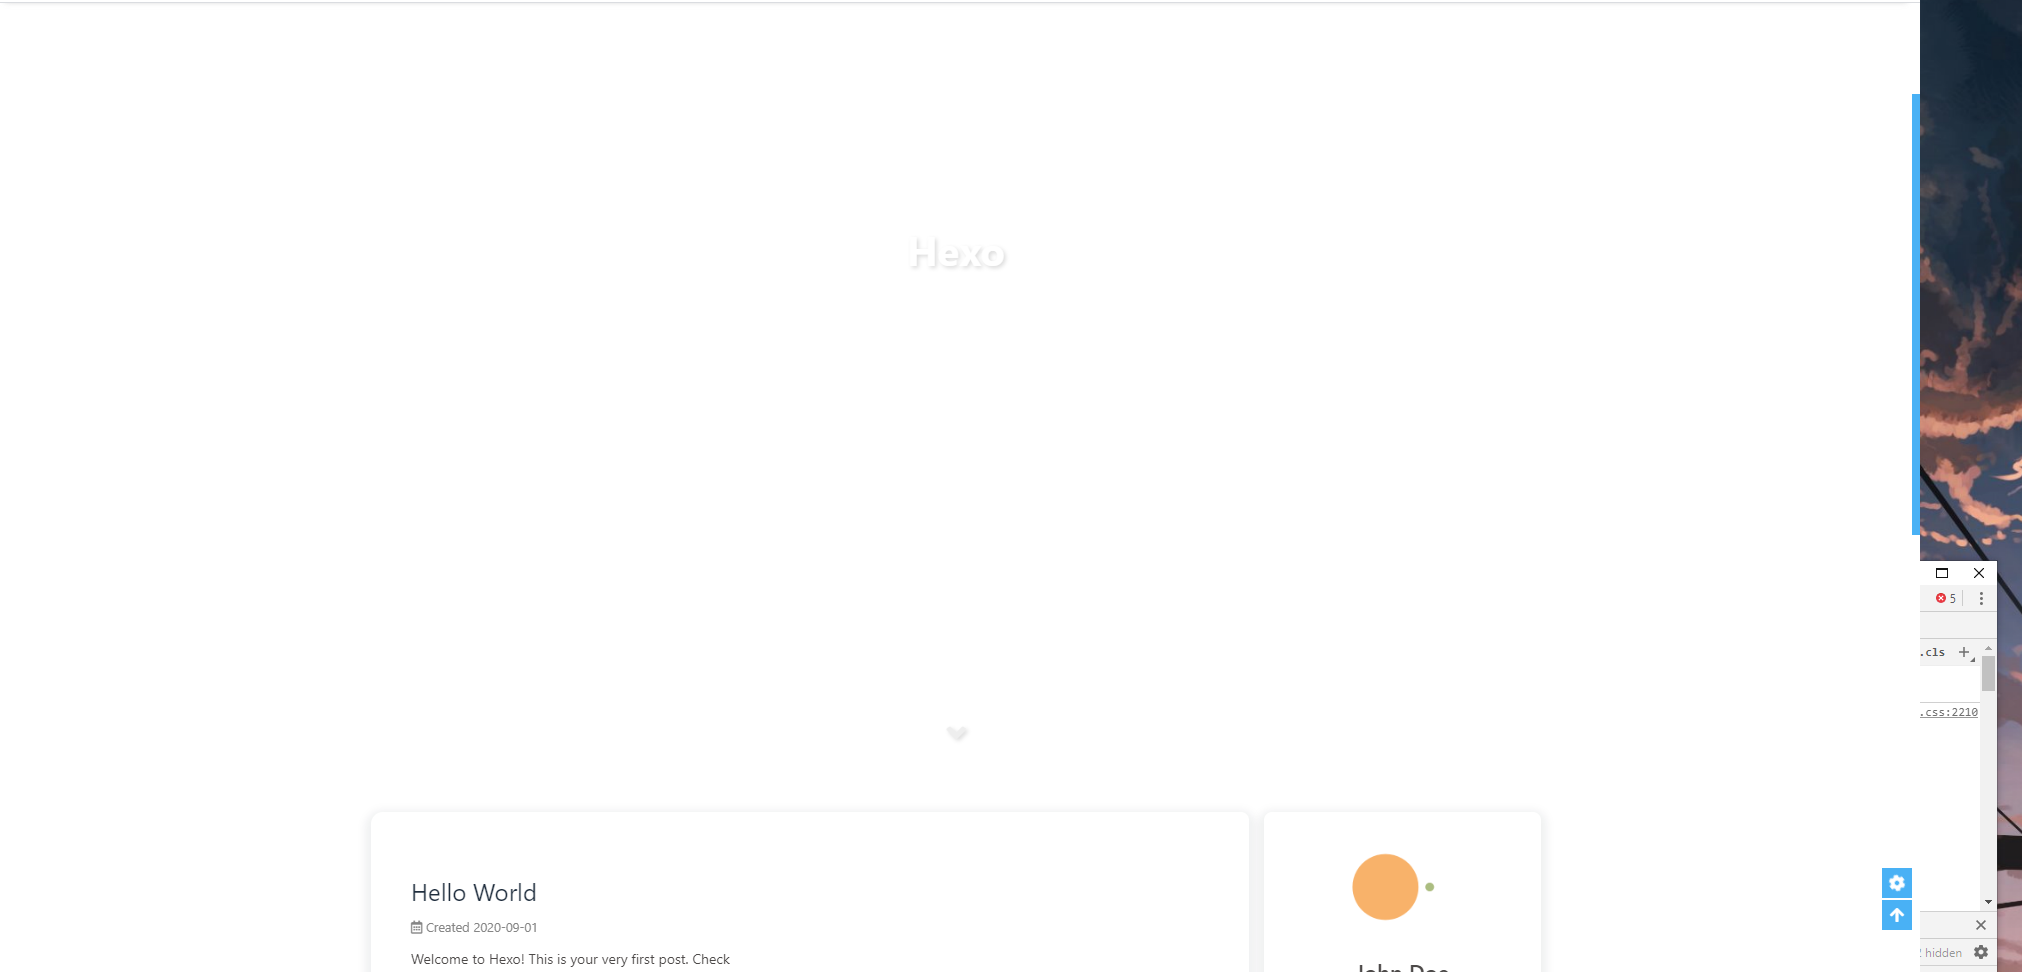 Hexo
5
.cls
.css:2210
Hello World
Created 2020-09-01
Welcome to Hexo! This is your very first post. Check
hidden
John Doe